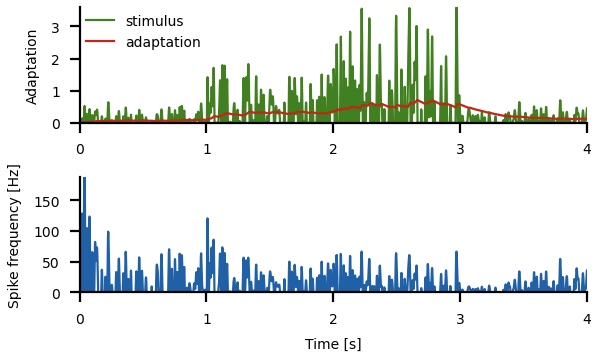 Adaptation
stimulus
adaptation
3
2
1
0
0 1 2 3 4
Spike frequency [Hz]
150
100
50
0
0 1 2 3 4
Time [s]